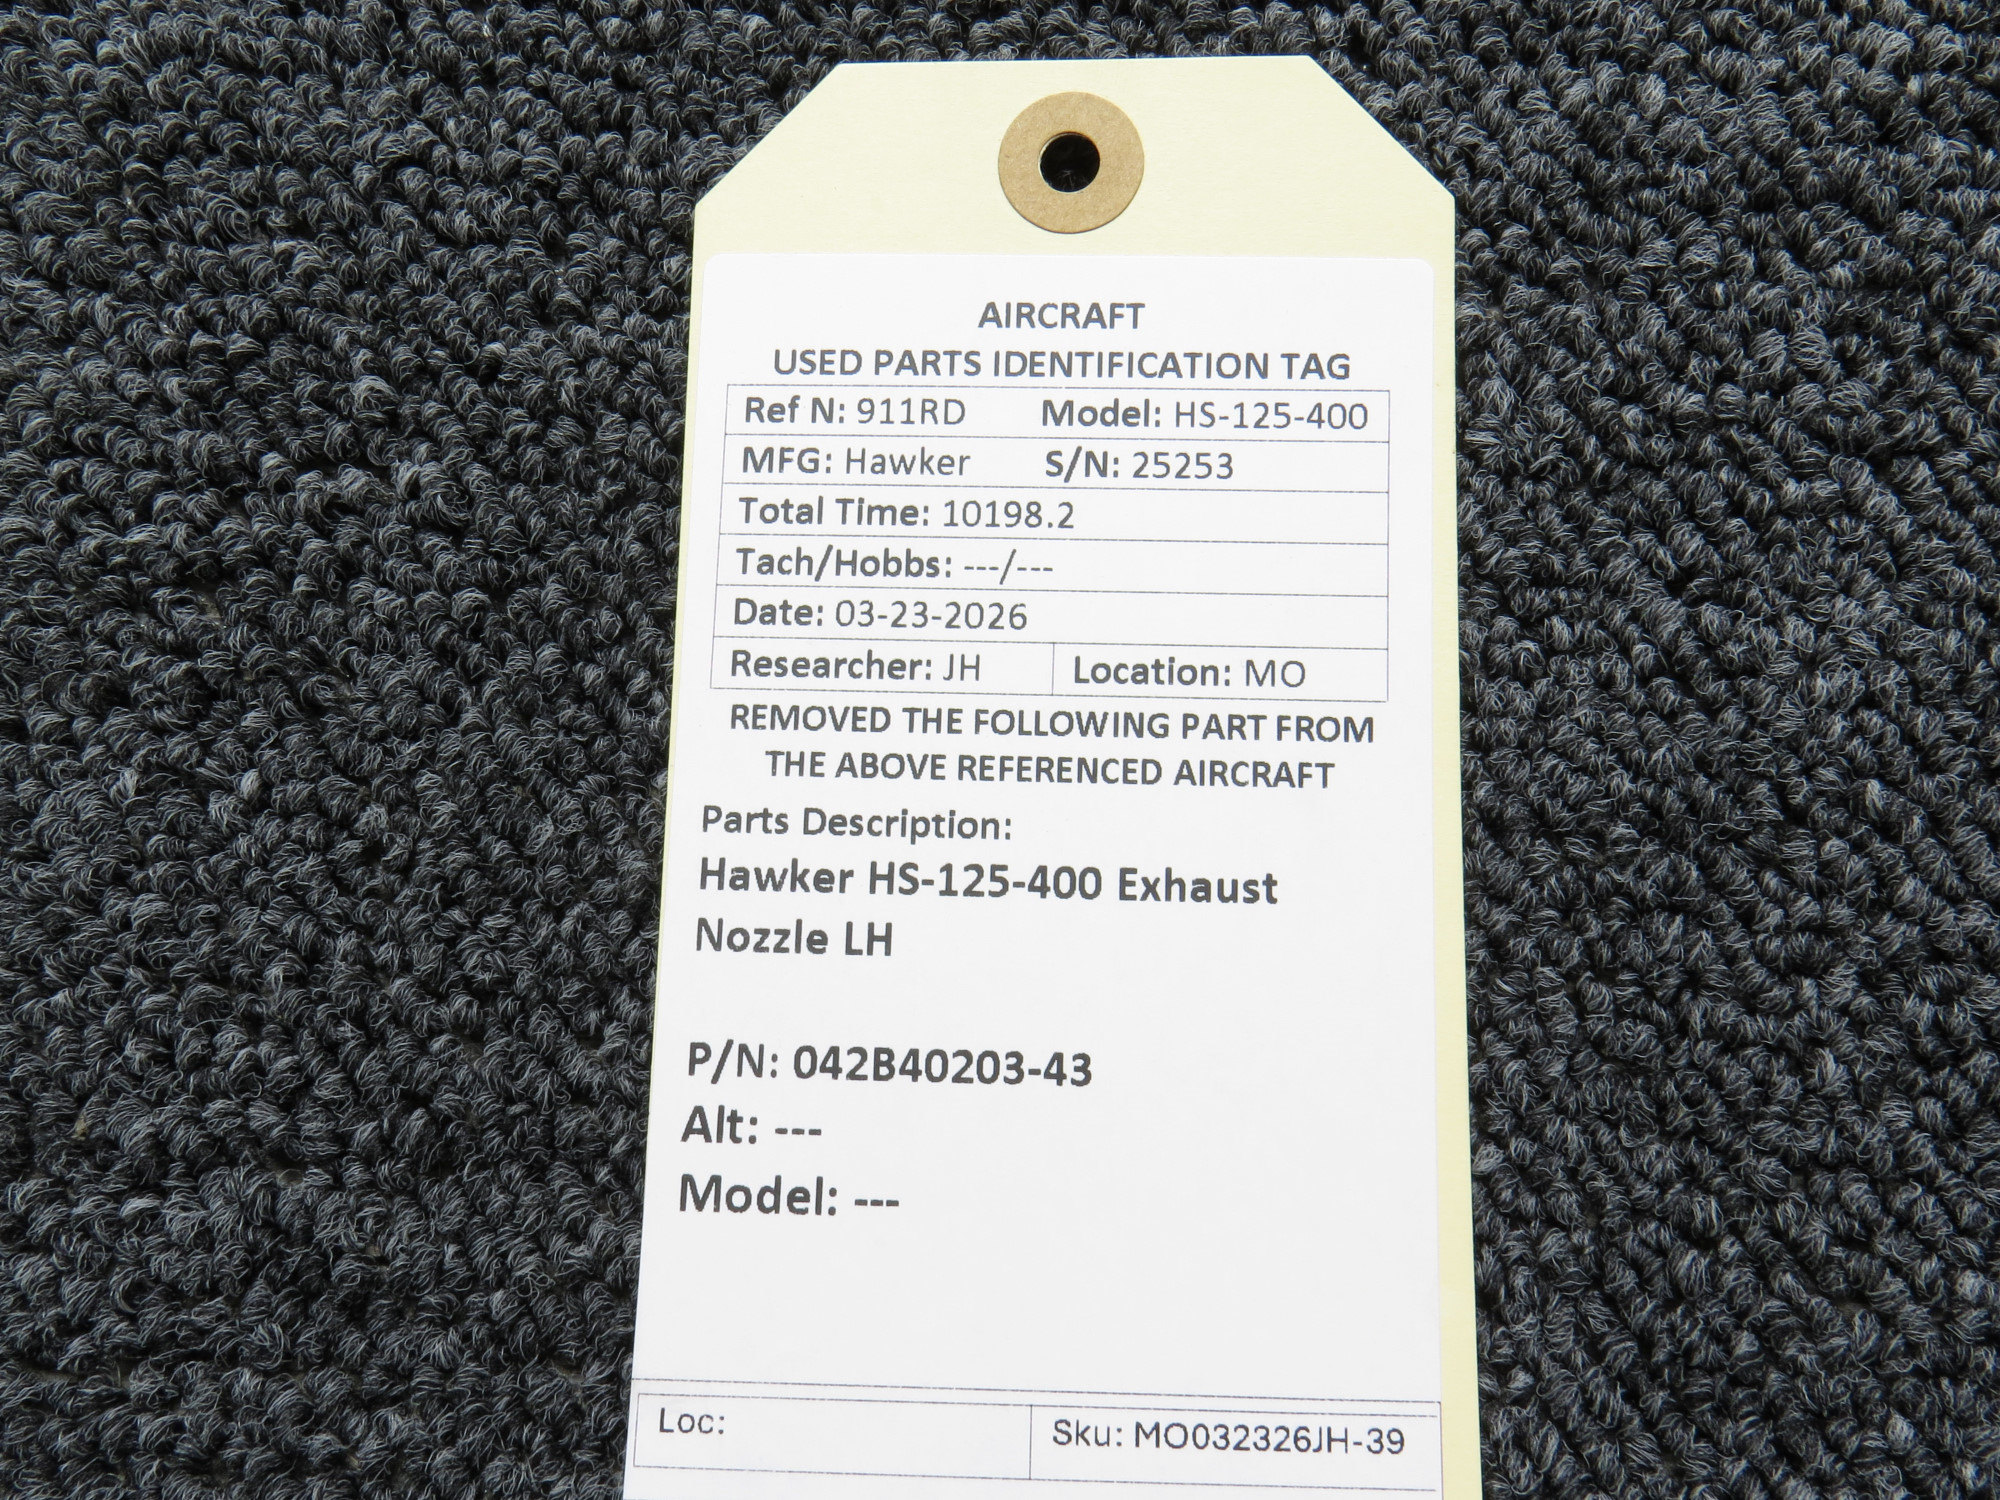 AIRCRAFT
USED PARTS IDENTIFICATION TAG
Ref N: 911RD Model: HS-125-400
MFG: Hawker S/N: 25253
Total Time: 10198.2
Tach/Hobbs: ---/---
Date: 03-23-2026
Researcher: JH Location: MO
REMOVED THE FOLLOWING PART FROM
THE ABOVE REFERENCED AIRCRAFT
Parts Description:
Hawker HS-125-400 Exhaust
Nozzle LH
P/N: 042B40203-43
Alt: ---
Model: ---
Loc: Sku: MO032326JH-39